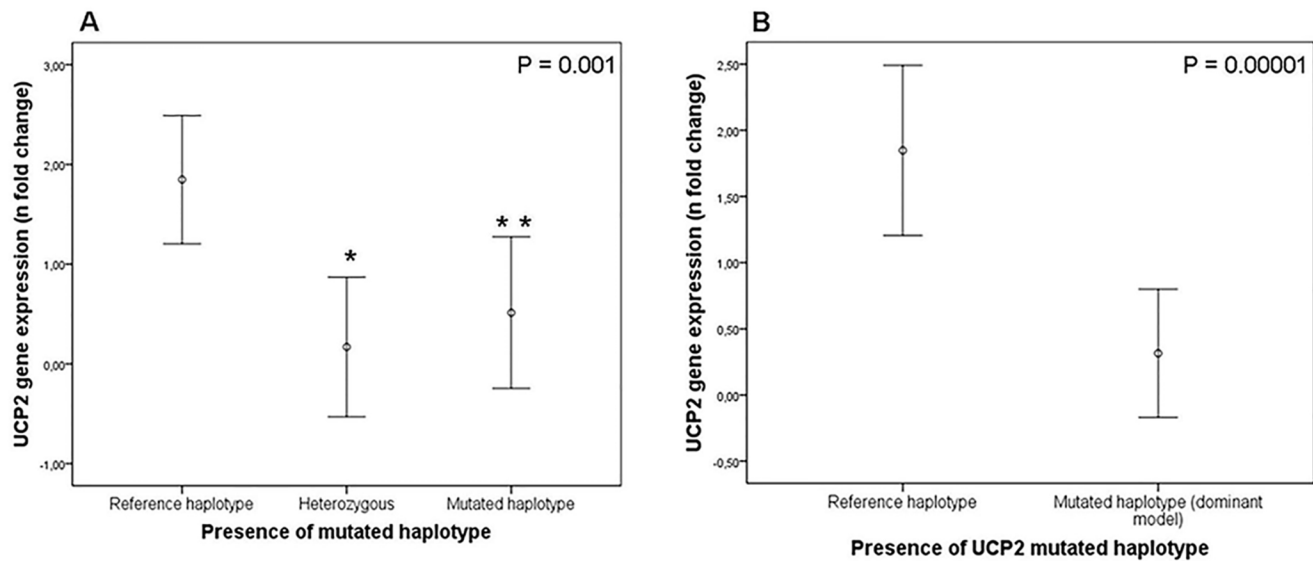 A
P = 0.001
UCP2 gene expression (n fold change)
3,00
2,00
1,00
0,00
-1,00
*
* *
Reference haplotype
Heterozygous
Mutated haplotype
Presence of mutated haplotype
B
P = 0.00001
UCP2 gene expression (n fold change)
2,50
2,00
1,50
1,00
0,50
0,00
-0,50
Reference haplotype
Mutated haplotype (dominant
model)
Presence of UCP2 mutated haplotype